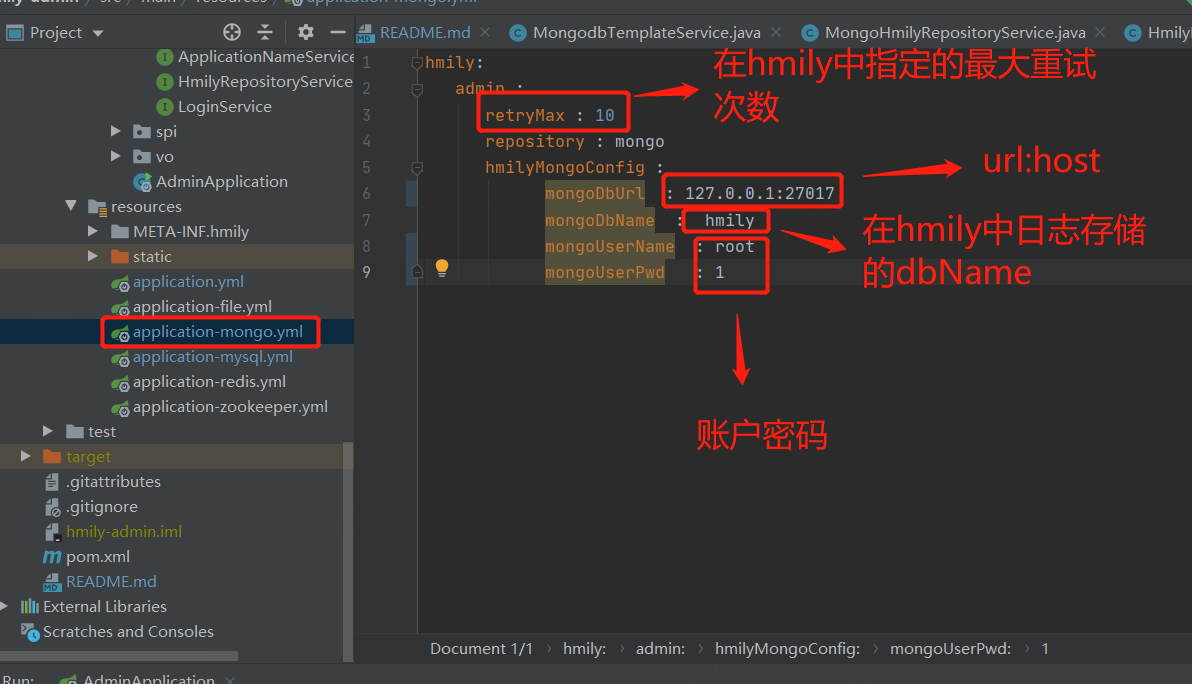 Project
README.md
MongodbTemplateService.java
MongoHmilyRepositoryService.java
ApplicationNameService
HmilyRepositoryService
LoginService
spi
vo
AdminApplication
resources
META-INF.hmily
static
application.yml
application-file.yml
application-mongo.yml
application-mysql.yml
application-redis.yml
application-zookeeper.yml
test
target
.gitattributes
.gitignore
hmily-admin.iml
pom.xml
README.md
External Libraries
Scratches and Consoles
1 hmily:
2 admin :
3 retryMax : 10
4 repository : mongo
5 hmilyMongoConfig :
6 mongoDbUrl : 127.0.0.1:27017
7 mongoDbName : hmily
8 mongoUserName : root
9 mongoUserPwd : 1
在hmily中指定的最大重试
次数
url:host
在hmily中日志存储
的dbName
账户密码
Document 1/1 › hmily: › admin: › hmilyMongoConfig: › mongoUserPwd: › 1
Run: AdminApplication